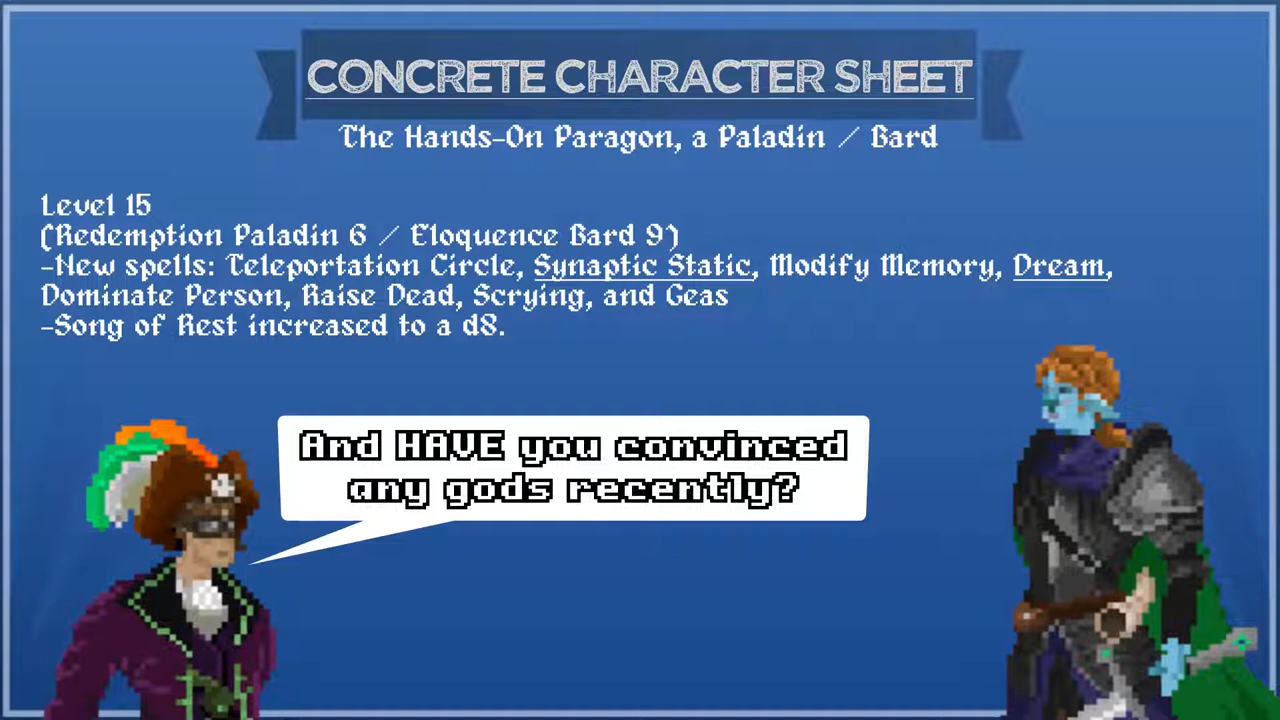 CONCRETE CHARACTER SHEET
The Hands-On Paragon, a Paladin / Bard
Level 15
(Redemption Paladin 6 / Eloquence Bard 9)
-New spells: Teleportation Circle, Synaptic Static, Modify Memory, Dream,
Dominate Person, Raise Dead, Scrying, and Geas
-Song of Rest increased to a d8.
And HAVE you convinced
any gods recently?